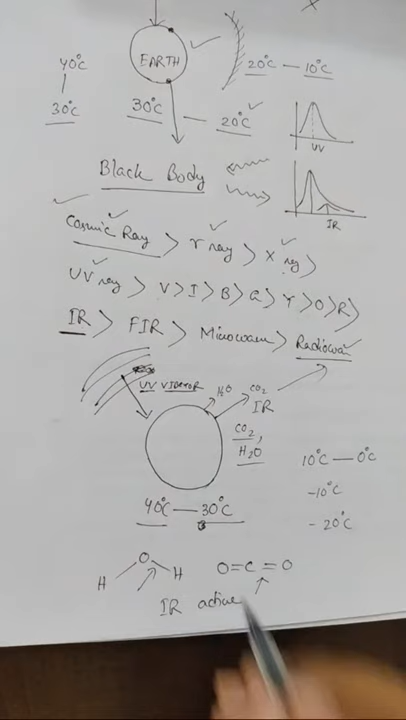 EARTH
40°C
30°C
20°C — 10°C
30°C — 20°C
UV
Black Body
IR
Cosmic Ray > γ ray > X ray >
UV ray > V > I > B > G > Y > O > R >
IR > FIR > Microwave > Radiowave
UV VIBGYOR
H2O
CO2
IR
CO2,
H2O
10°C — 0°C
40°C — 30°C
-10°C
-20°C
O
H H
O=C=O
IR active